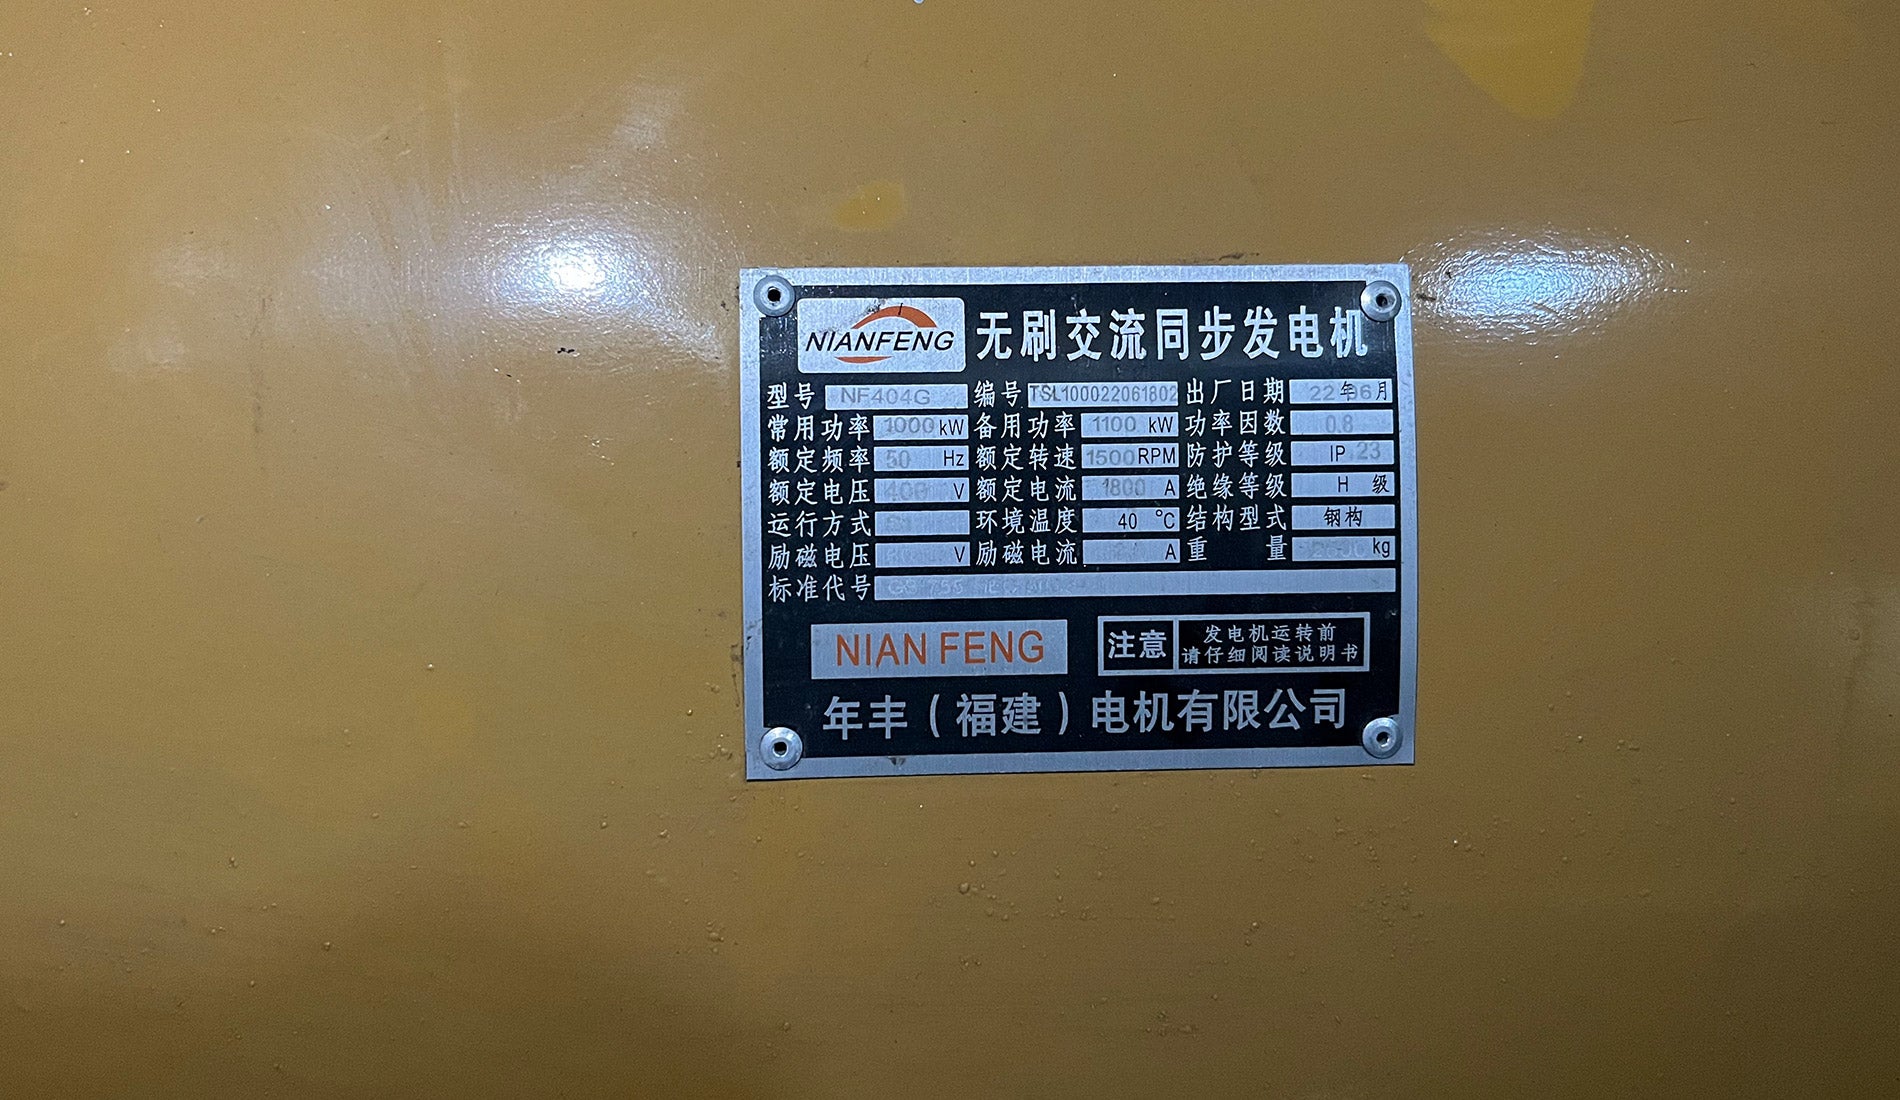 NIANFENG 无刷交流同步发电机
型号 NF404G 编号 TSL100022061802 出厂日期 22年06月
常用功率 1000 kW 备用功率 1100 kW 功率因数 0.8
额定频率 50 Hz 额定转速 1500 RPM 防护等级 IP 23
额定电压 400 V 额定电流 1800 A 绝缘等级 H 级
运行方式 环境温度 40 ℃ 结构型式 钢构
励磁电压 V 励磁电流 A 重量 kg
标准代号
NIAN FENG 注意 发电机运转前
请仔细阅读说明书
年丰（福建）电机有限公司